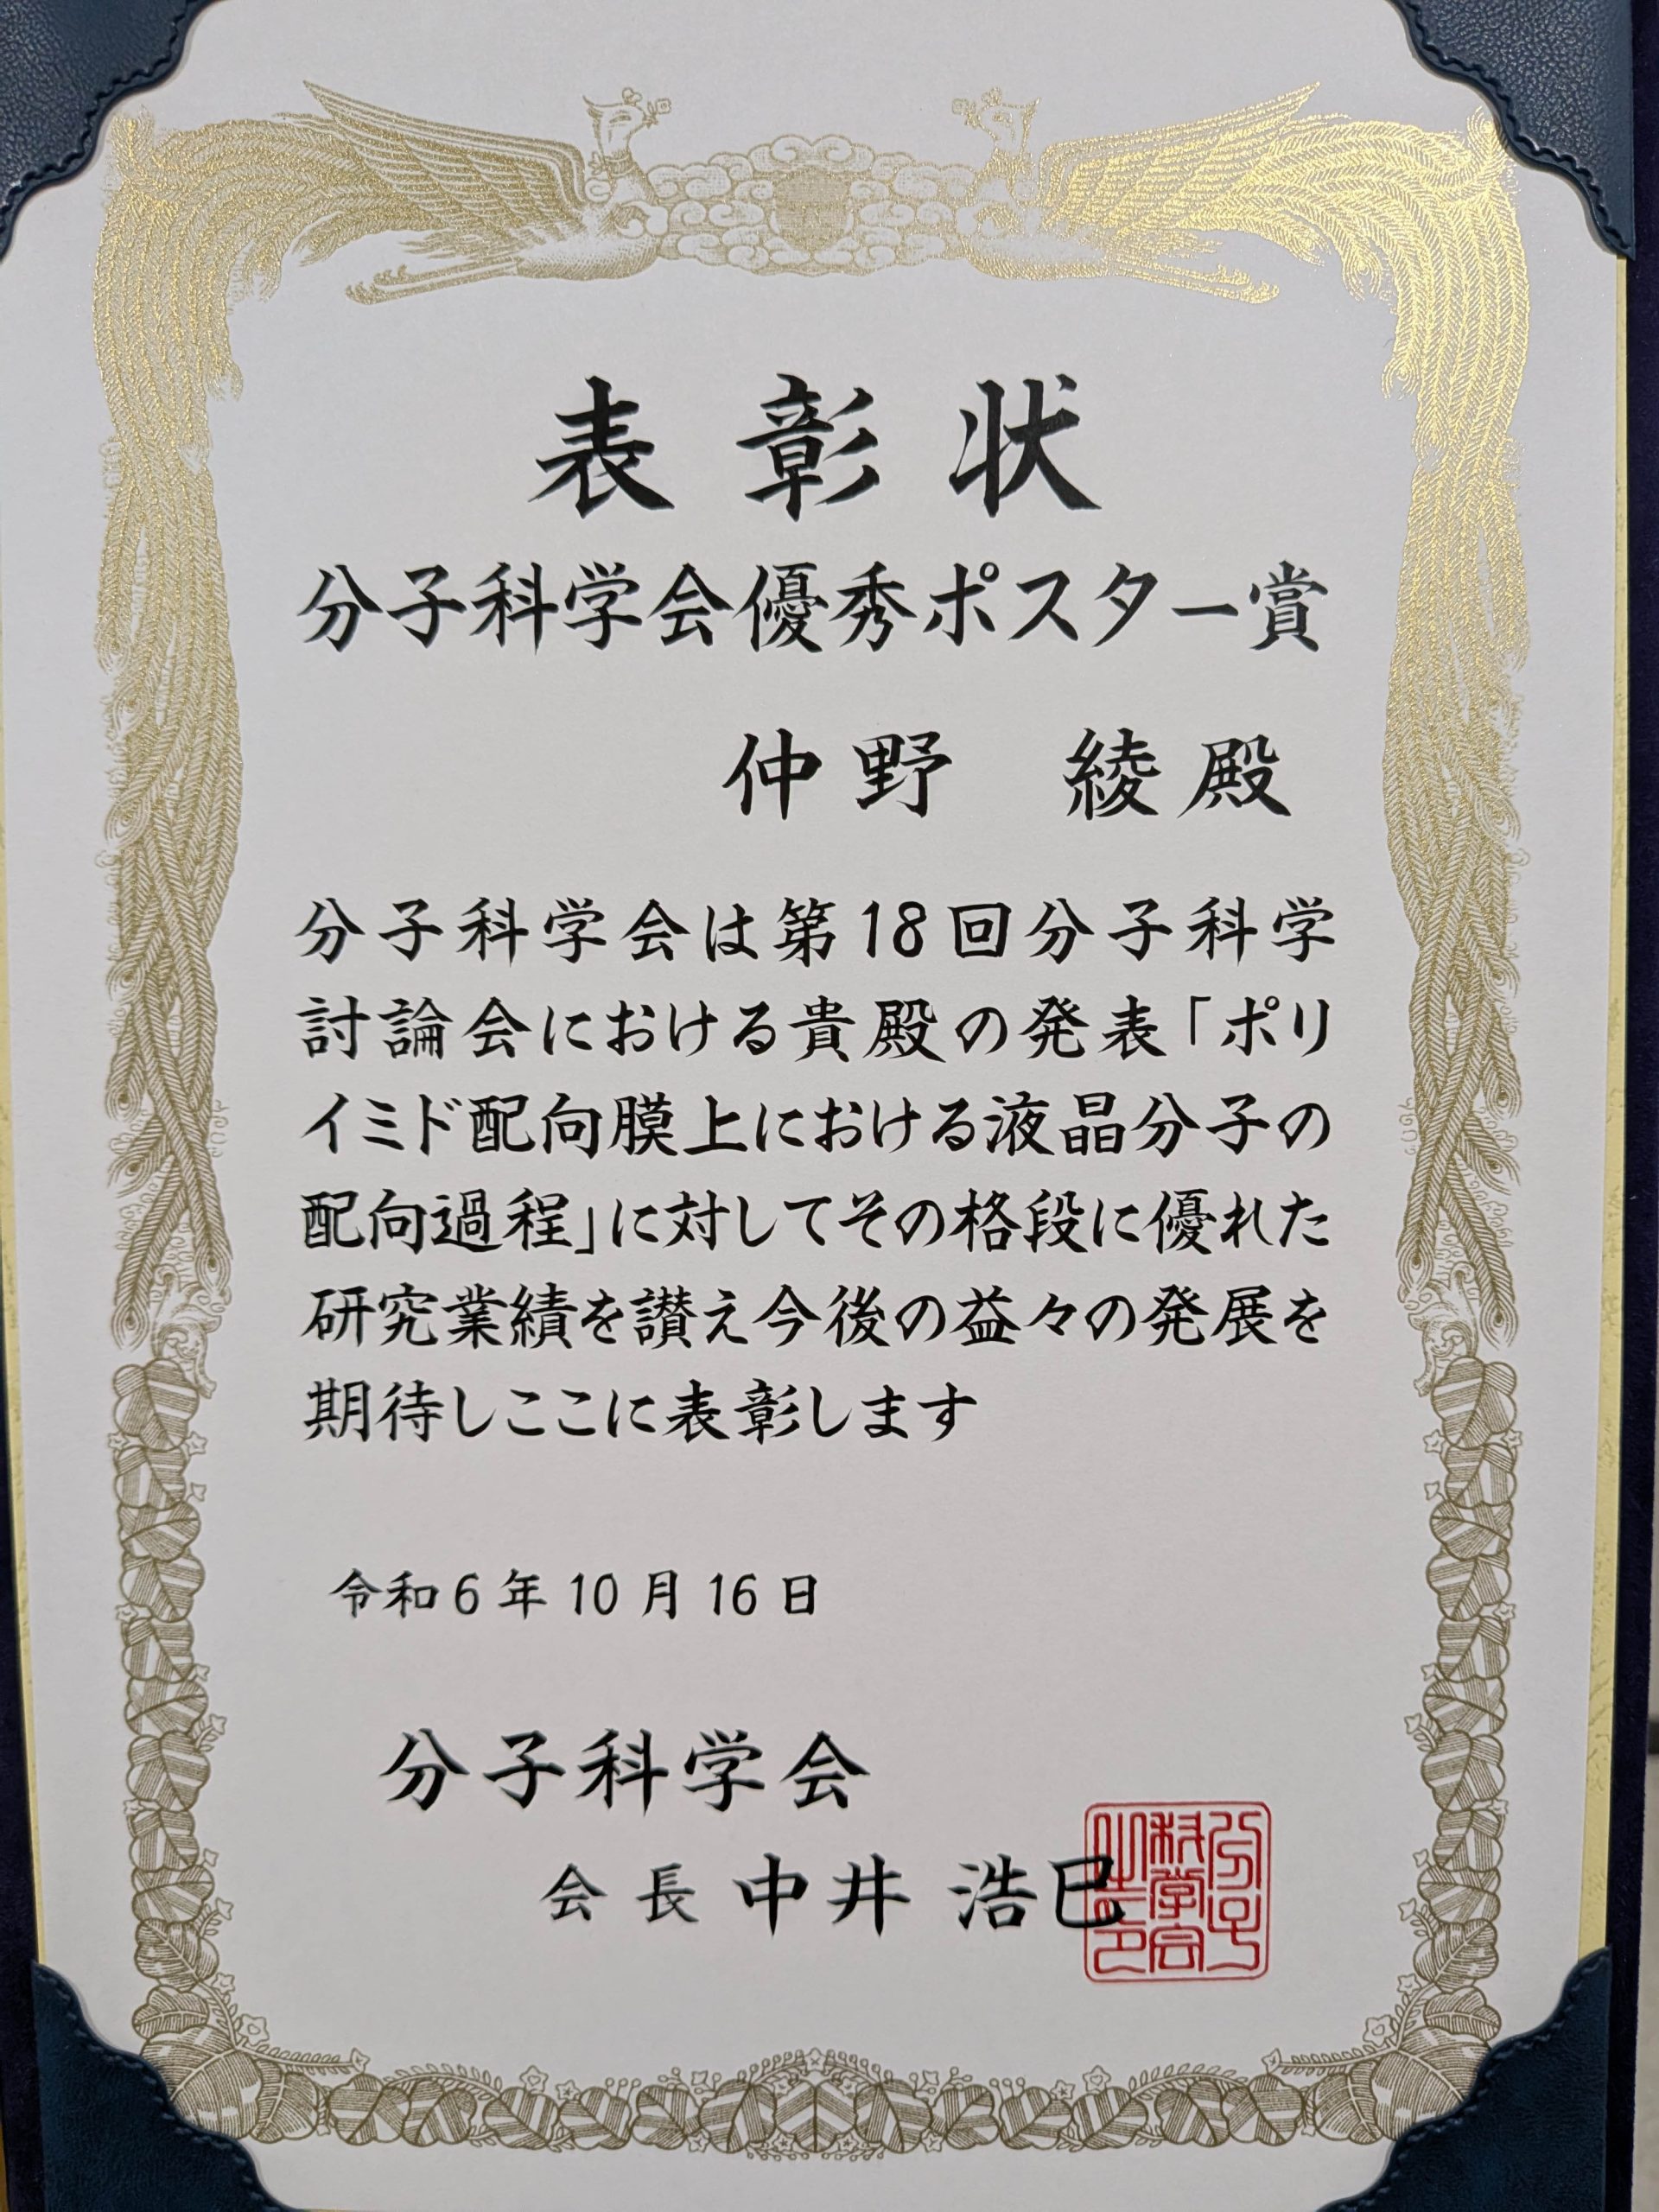 表彰状
分子科学会優秀ポスター賞
仲野 綾殿
分子科学会は第18回分子科学
討論会における貴殿の発表「ポリ
イミド配向膜上における液晶分子の
配向過程」に対してその格段に優れた
研究業績を讃え今後の益々の発展を
期待しここに表彰します
令和6年10月16日
分子科学会
会長 中井 浩巳
分子
科学会